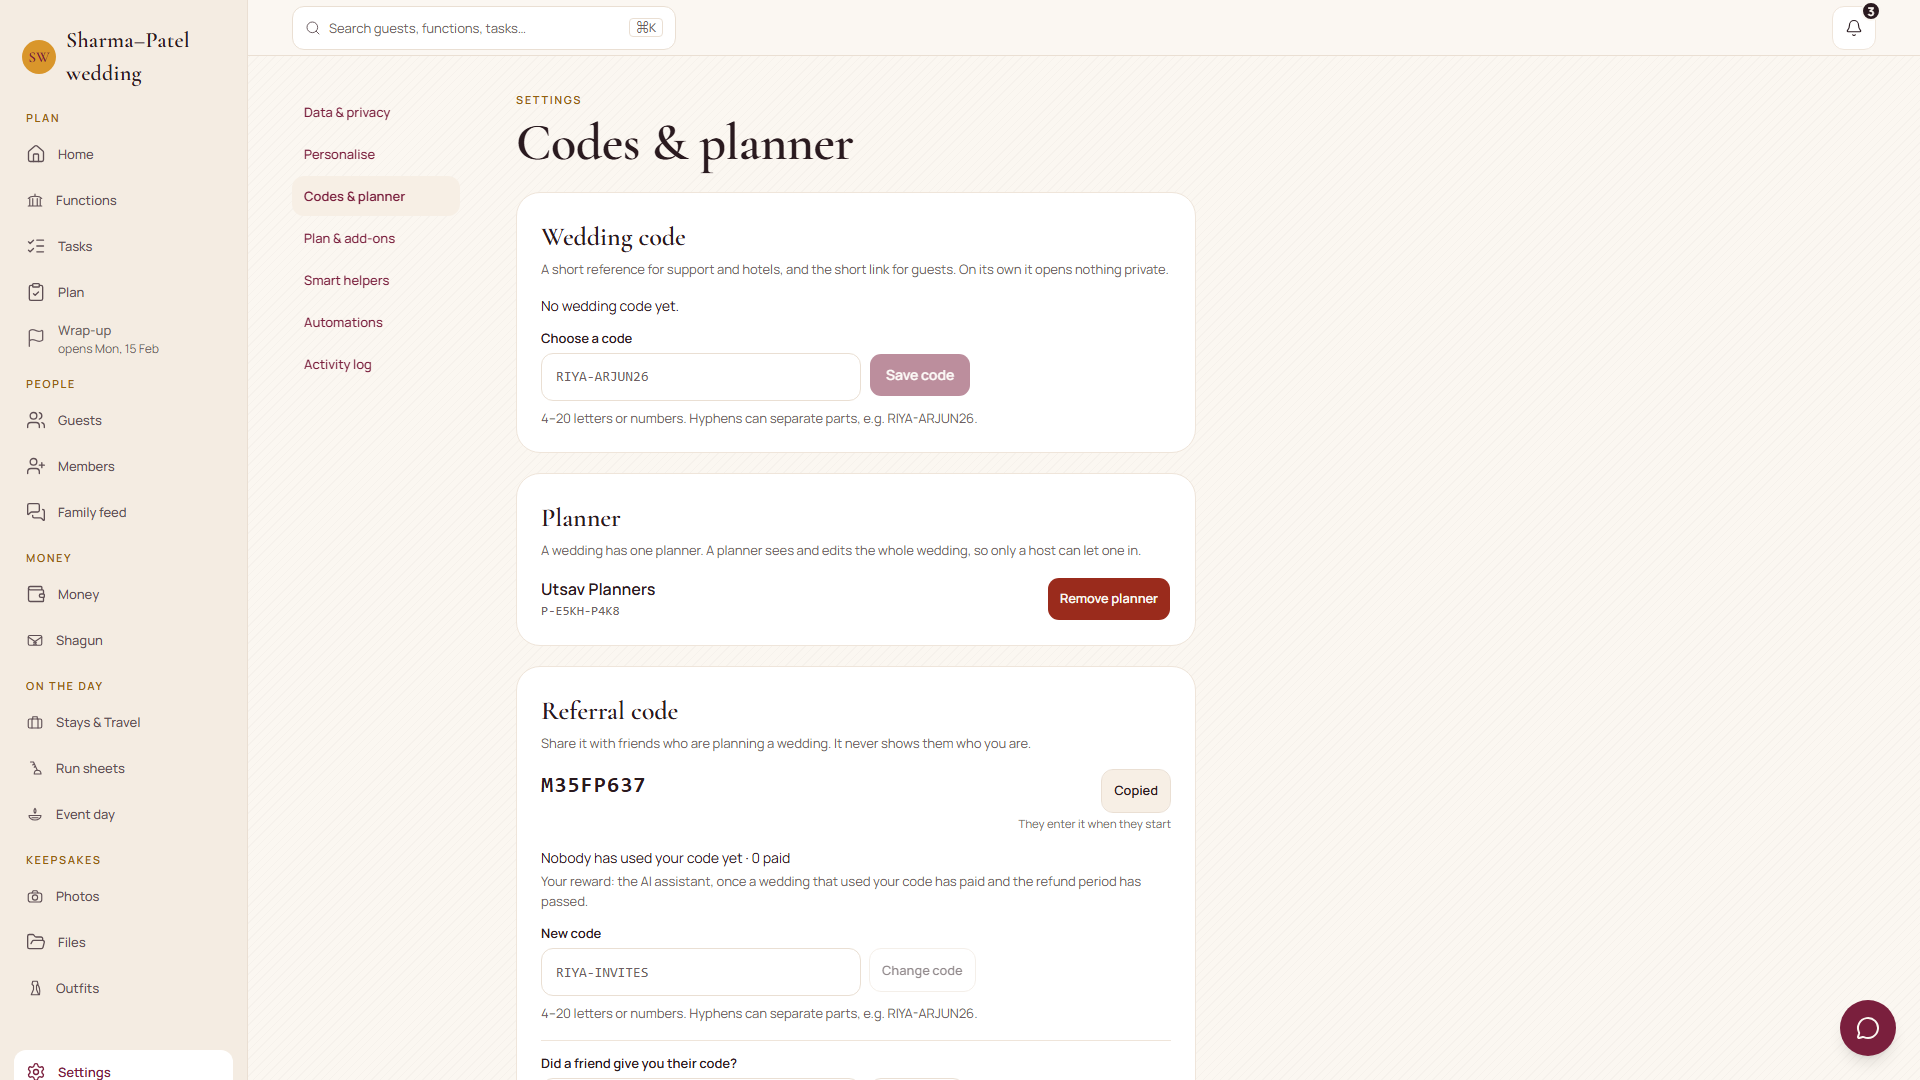 SW
Sharma–Patel
wedding
PLAN
Home
Functions
Tasks
Plan
Wrap-up
opens Mon, 15 Feb
PEOPLE
Guests
Members
Family feed
MONEY
Money
Shagun
ON THE DAY
Stays & Travel
Run sheets
Event day
KEEPSAKES
Photos
Files
Outfits
Settings
Search guests, functions, tasks…
⌘K
3
Data & privacy
Personalise
Codes & planner
Plan & add-ons
Smart helpers
Automations
Activity log
SETTINGS
Codes & planner
Wedding code
A short reference for support and hotels, and the short link for guests. On its own it opens nothing private.
No wedding code yet.
Choose a code
RIYA-ARJUN26
Save code
4–20 letters or numbers. Hyphens can separate parts, e.g. RIYA-ARJUN26.
Planner
A wedding has one planner. A planner sees and edits the whole wedding, so only a host can let one in.
Utsav Planners
P-E5KH-P4K8
Remove planner
Referral code
Share it with friends who are planning a wedding. It never shows them who you are.
M35FP637
Copied
They enter it when they start
Nobody has used your code yet · 0 paid
Your reward: the AI assistant, once a wedding that used your code has paid and the refund period has
passed.
New code
RIYA-INVITES
Change code
4–20 letters or numbers. Hyphens can separate parts, e.g. RIYA-ARJUN26.
Did a friend give you their code?